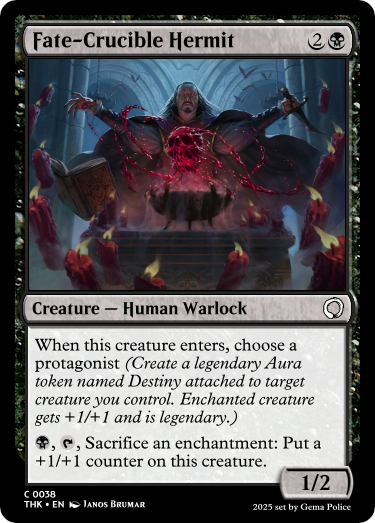 Fate-Crucible Hermit 2
Creature — Human Warlock
When this creature enters, choose a
protagonist (Create a legendary Aura
token named Destiny attached to target
creature you control. Enchanted creature
gets +1/+1 and is legendary.)
, , Sacrifice an enchantment: Put a
+1/+1 counter on this creature.
1/2
C 0038
THK • EN Janos Brumar
2025 set by Gema Police